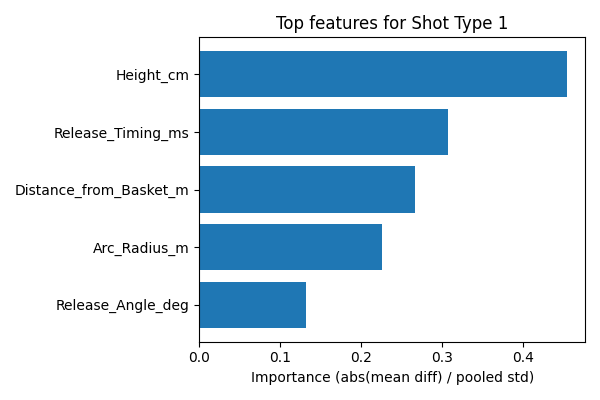 Top features for Shot Type 1
Height_cm
Release_Timing_ms
Distance_from_Basket_m
Arc_Radius_m
Release_Angle_deg
0.0 0.1 0.2 0.3 0.4
Importance (abs(mean diff) / pooled std)